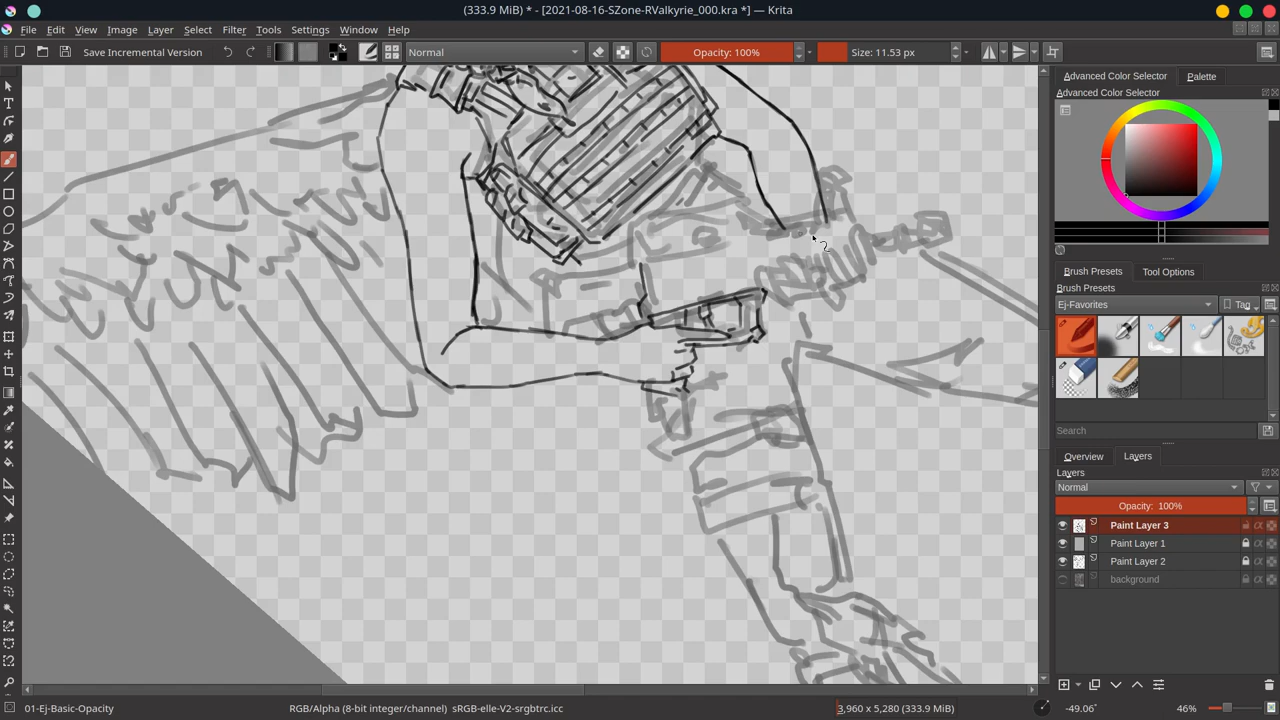 (333.9 MiB) * - [2021-08-16-SZone-RValkyrie_000.kra *] — Krita
File Edit View Image Layer Select Filter Tools Settings Window Help
Save Incremental Version Normal Opacity: 100% Size: 11.53 px
Advanced Color Selector Palette
Advanced Color Selector
Brush Presets Tool Options
Brush Presets
Ej-Favorites Tag
Search
Overview Layers
Layers
Normal
Opacity: 100%
Paint Layer 3
Paint Layer 1
Paint Layer 2
background
01-Ej-Basic-Opacity RGB/Alpha (8-bit integer/channel) sRGB-elle-V2-srgbtrc.icc 3,960 x 5,280 (333.9 MiB) -49.06° 46%